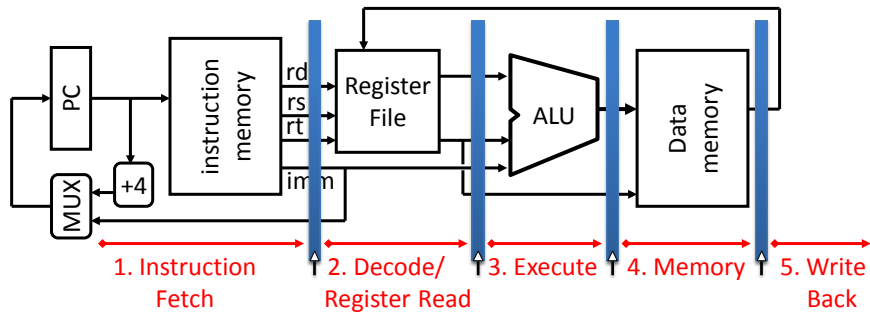 PC
+4
MUX
instruction
memory
rd
rs
rt
imm
Register
File
ALU
Data
memory
1. Instruction
Fetch
2. Decode/
Register Read
3. Execute
4. Memory
5. Write
Back